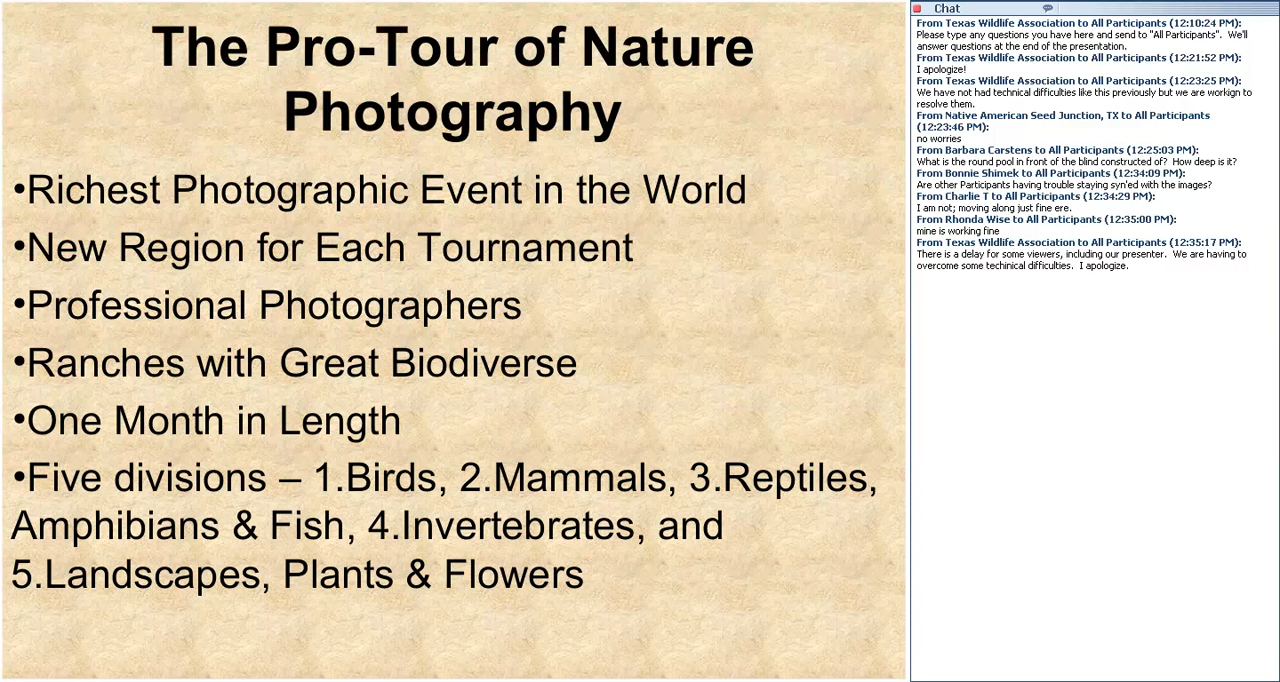 The Pro-Tour of Nature
Photography
•Richest Photographic Event in the World
•New Region for Each Tournament
•Professional Photographers
•Ranches with Great Biodiverse
•One Month in Length
•Five divisions – 1.Birds, 2.Mammals, 3.Reptiles,
Amphibians & Fish, 4.Invertebrates, and
5.Landscapes, Plants & Flowers
Chat
From Texas Wildlife Association to All Participants (12:10:24 PM):
Please type any questions you have here and send to "All Participants". We'll
answer questions at the end of the presentation.
From Texas Wildlife Association to All Participants (12:21:52 PM):
I apologize!
From Texas Wildlife Association to All Participants (12:23:25 PM):
We have not had technical difficulties like this previously but we are workign to
resolve them.
From Native American Seed Junction, TX to All Participants
(12:23:46 PM):
no worries
From Barbara Carstens to All Participants (12:25:03 PM):
What is the round pool in front of the blind constructed of? How deep is it?
From Bonnie Shimek to All Participants (12:34:09 PM):
Are other Participants having trouble staying syn'ed with the images?
From Charlie T to All Participants (12:34:29 PM):
I am not; moving along just fine ere.
From Rhonda Wise to All Participants (12:35:00 PM):
mine is working fine
From Texas Wildlife Association to All Participants (12:35:17 PM):
There is a delay for some viewers, including our presenter. We are having to
overcome some techinical difficulties. I apologize.